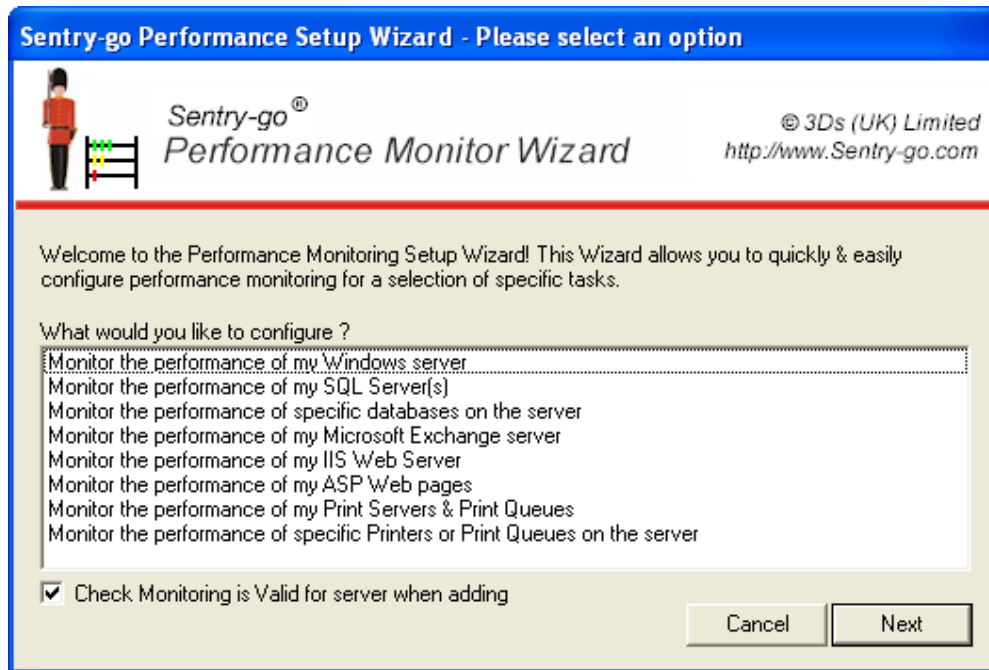 Sentry-go Performance Setup Wizard - Please select an option
Sentry-go®
Performance Monitor Wizard
© 3Ds (UK) Limited
http://www.Sentry-go.com
Welcome to the Performance Monitoring Setup Wizard! This Wizard allows you to quickly & easily
configure performance monitoring for a selection of specific tasks.
What would you like to configure ?
Monitor the performance of my Windows server
Monitor the performance of my SQL Server(s)
Monitor the performance of specific databases on the server
Monitor the performance of my Microsoft Exchange server
Monitor the performance of my IIS Web Server
Monitor the performance of my ASP Web pages
Monitor the performance of my Print Servers & Print Queues
Monitor the performance of specific Printers or Print Queues on the server
Check Monitoring is Valid for server when adding
Cancel
Next